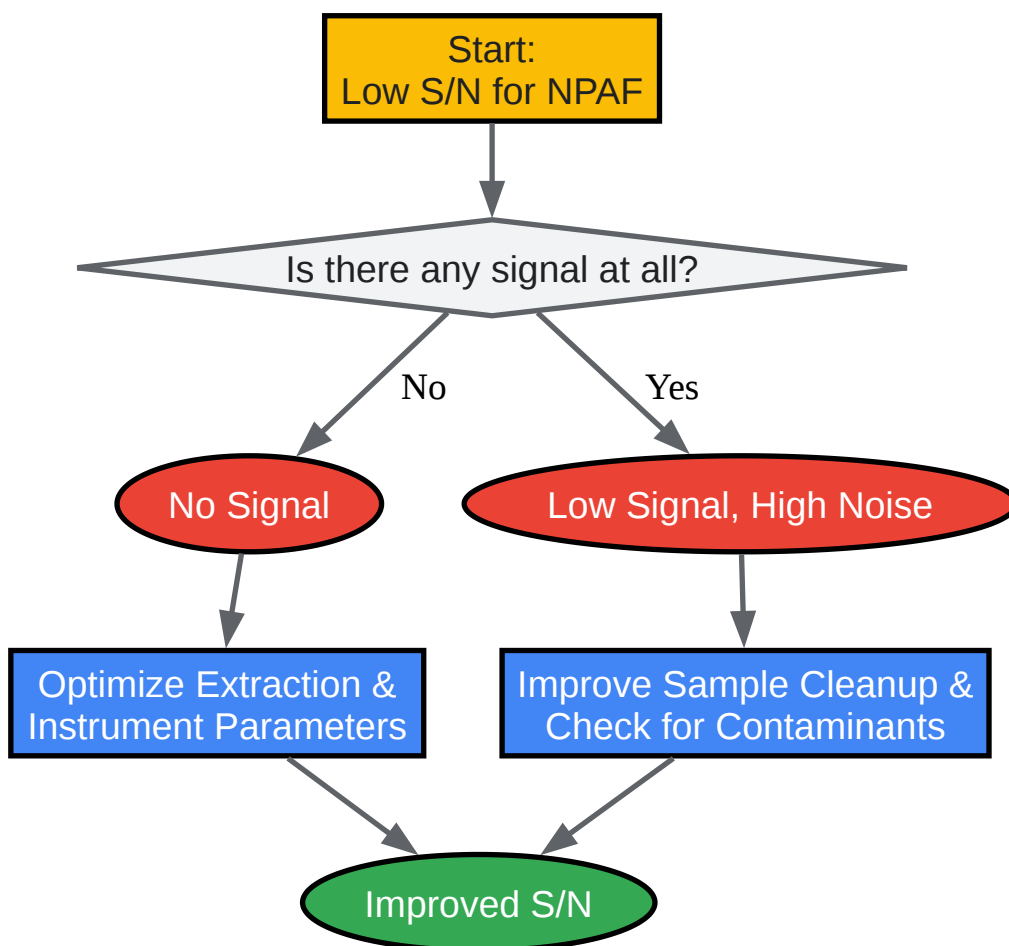 Start:
Low S/N for NPAF
Is there any signal at all?
No
Yes
No Signal
Low Signal, High Noise
Optimize Extraction &
Instrument Parameters
Improve Sample Cleanup &
Check for Contaminants
Improved S/N